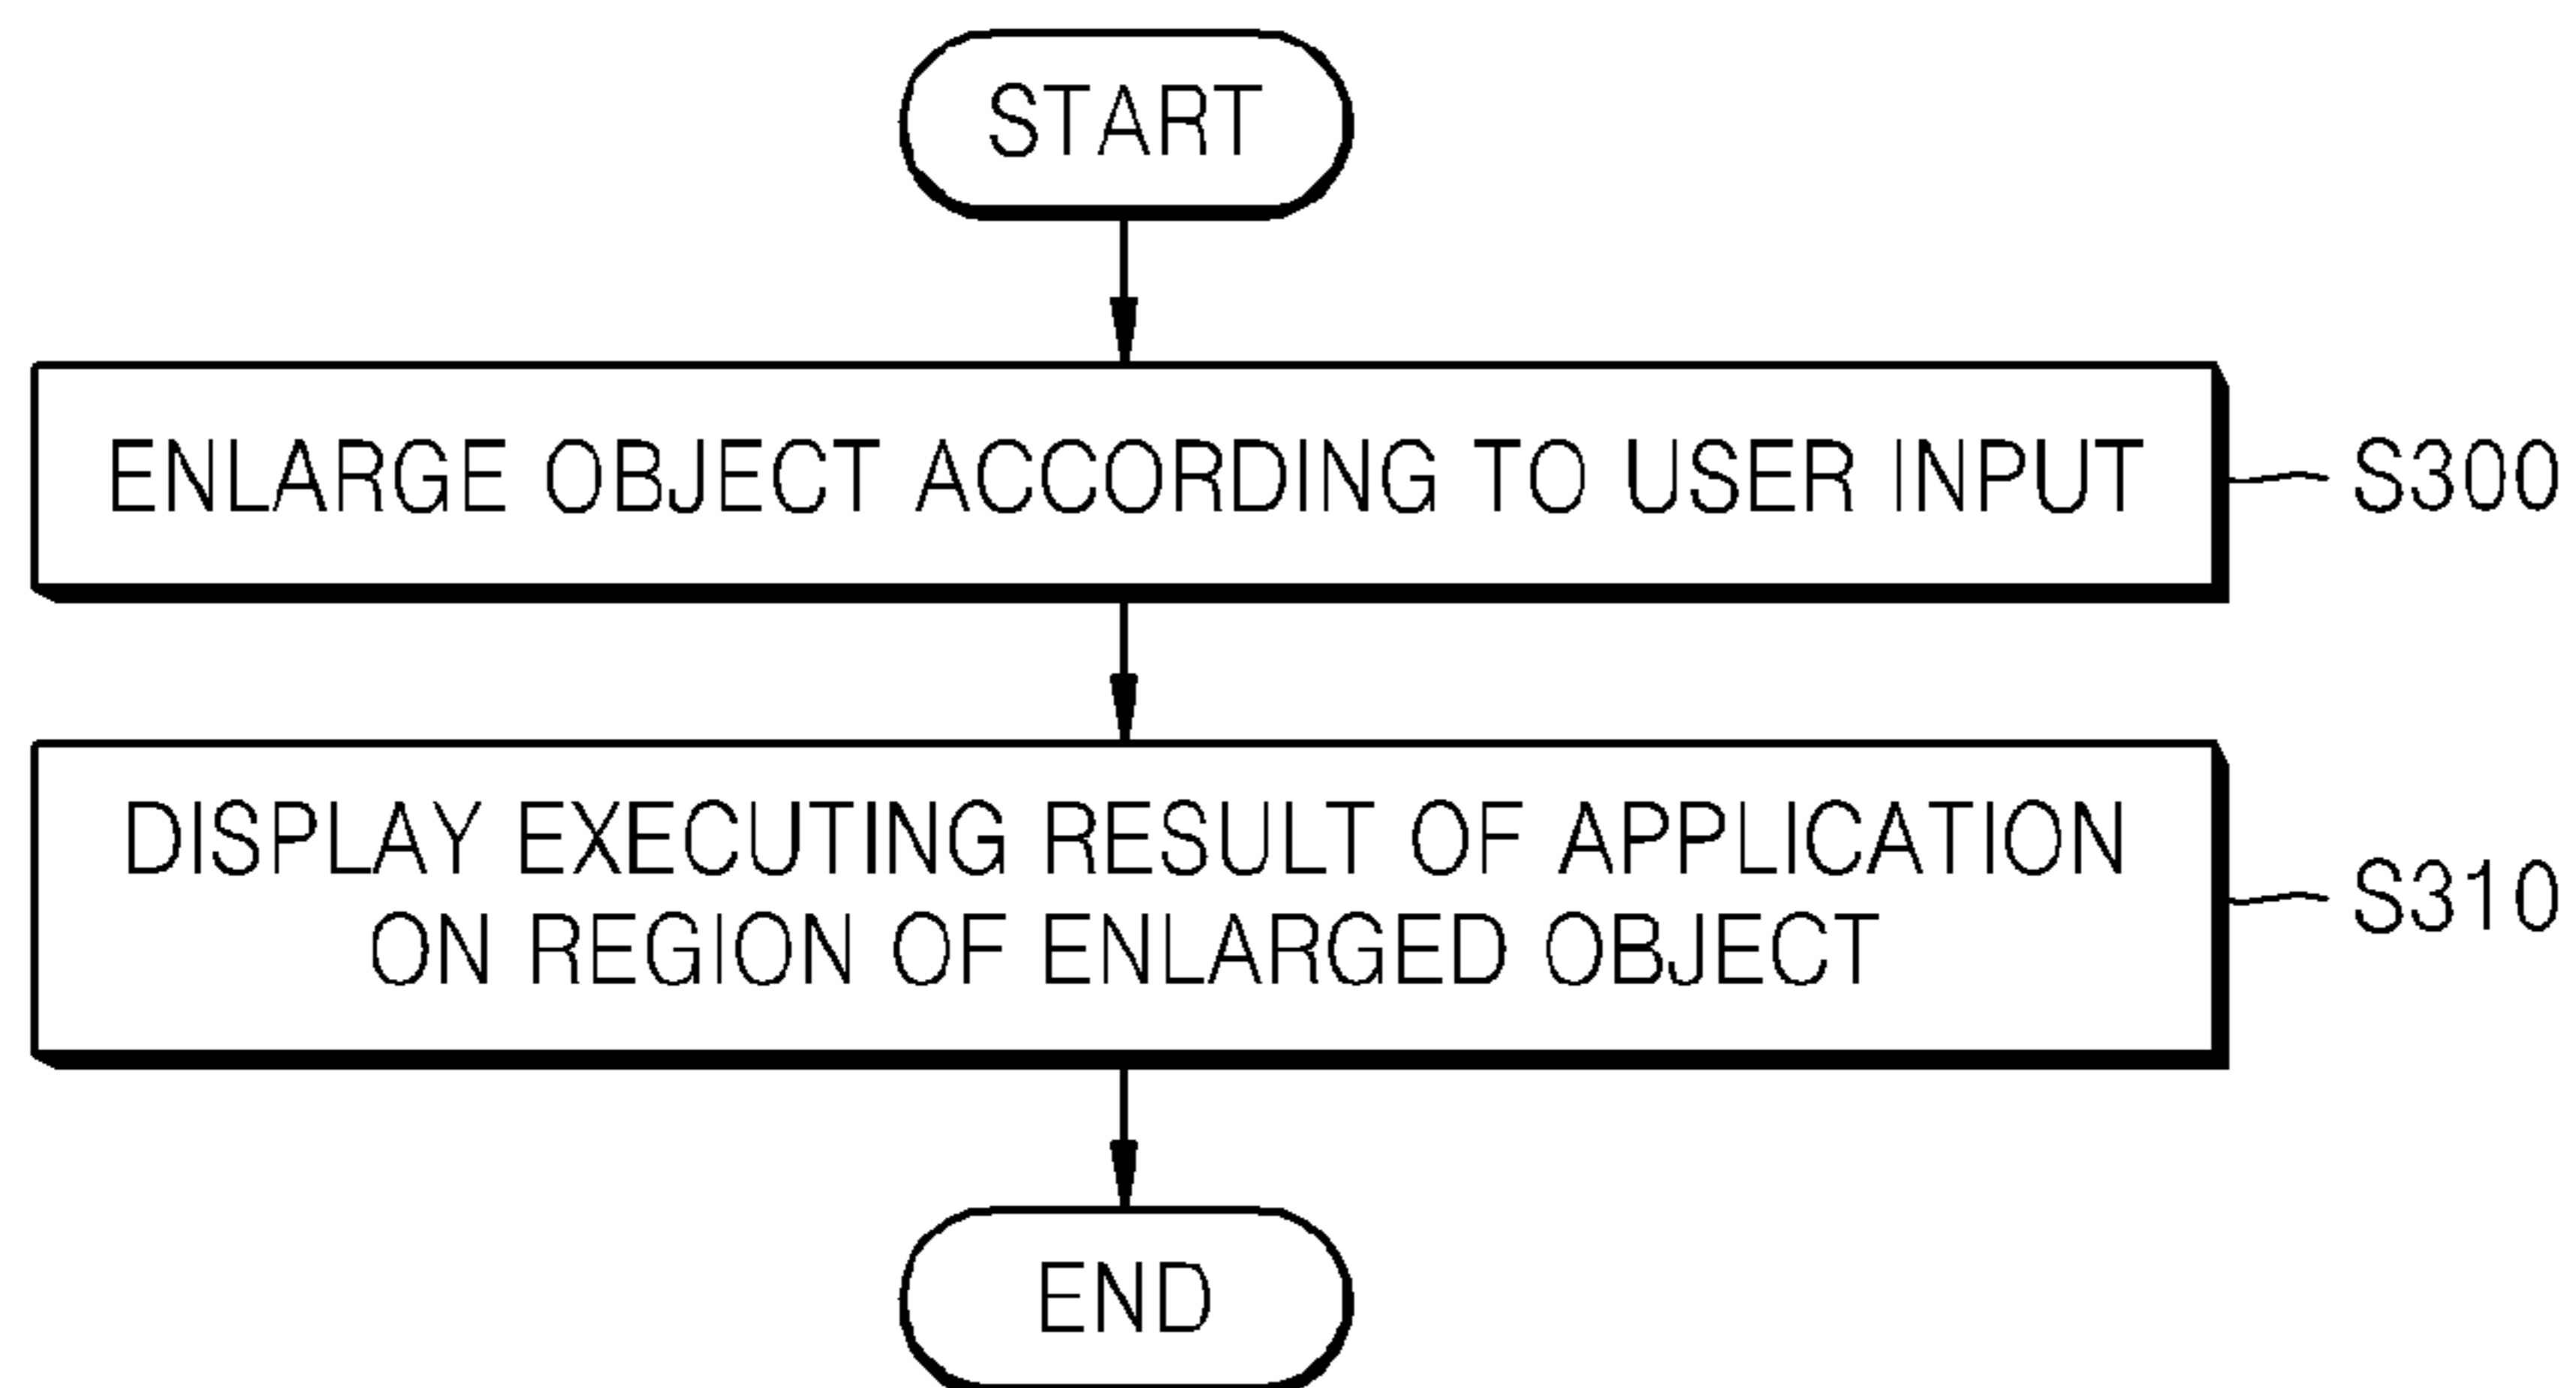 START
ENLARGE OBJECT ACCORDING TO USER INPUT
S300
DISPLAY EXECUTING RESULT OF APPLICATION
ON REGION OF ENLARGED OBJECT
S310
END